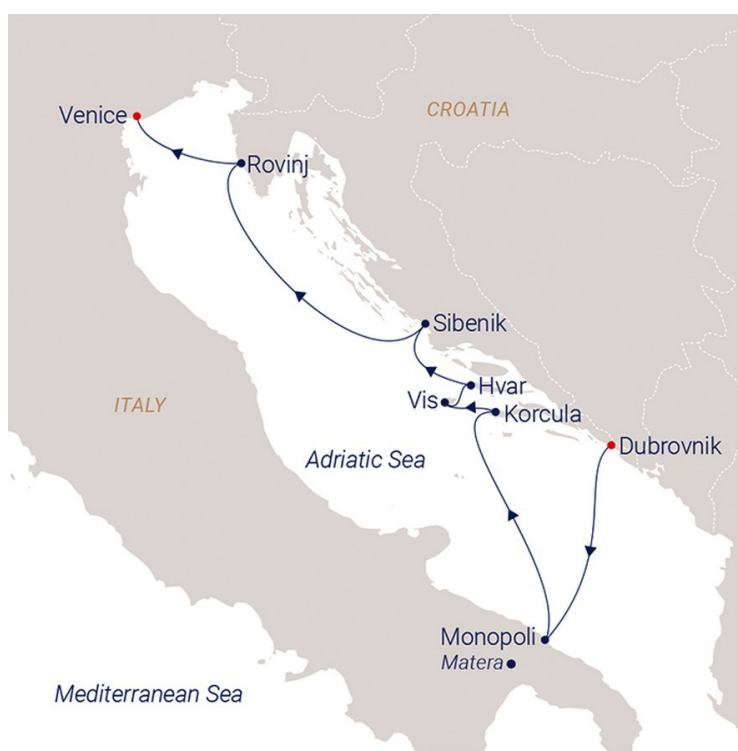 CROATIA
Venice
Rovinj
Sibenik
Hvar
Vis
Korcula
ITALY
Dubrovnik
Adriatic Sea
Monopoli
Matera
Mediterranean Sea